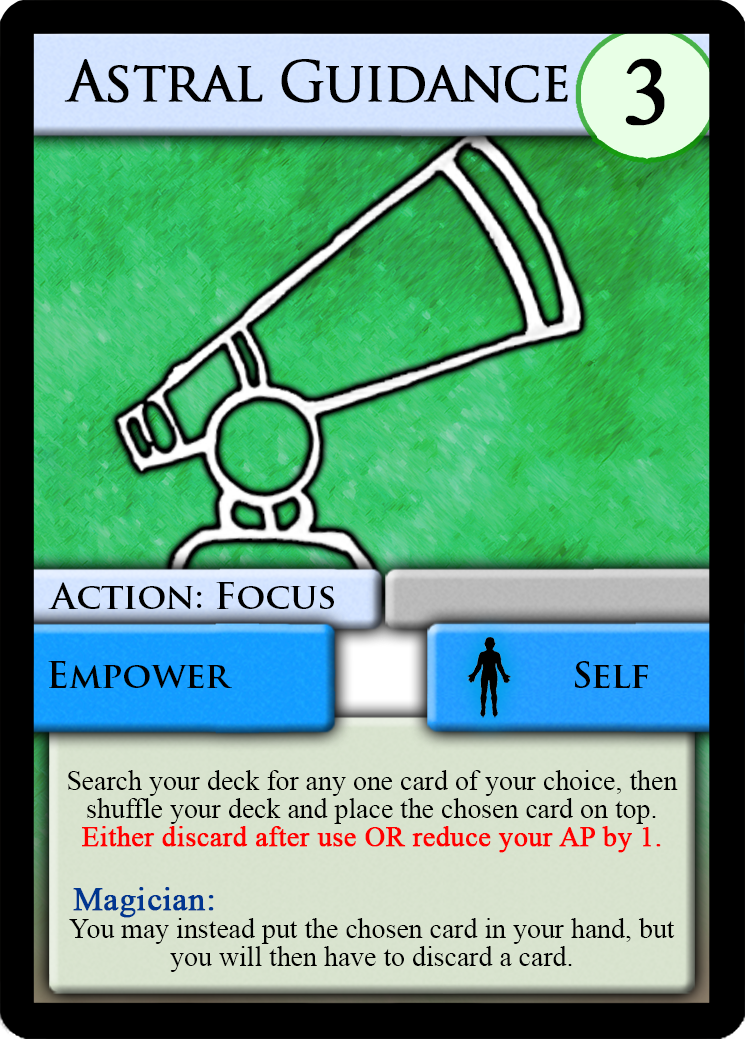 Astral Guidance
3
Action: Focus
Empower
Self
Search your deck for any one card of your choice, then
shuffle your deck and place the chosen card on top.
Either discard after use OR reduce your AP by 1.
Magician:
You may instead put the chosen card in your hand, but
you will then have to discard a card.